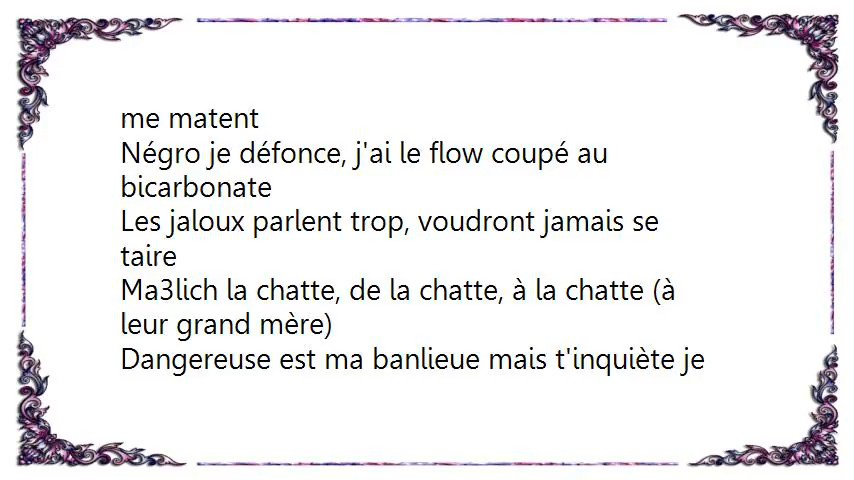 me matent
Négro je défonce, j'ai le flow coupé au
bicarbonate
Les jaloux parlent trop, voudront jamais se
taire
Ma3lich la chatte, de la chatte, à la chatte (à
leur grand mère)
Dangereuse est ma banlieue mais t'inquiète je